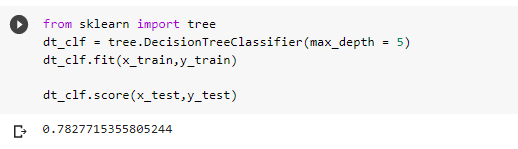 from sklearn import tree
dt_clf = tree.DecisionTreeClassifier(max_depth = 5)
dt_clf.fit(x_train,y_train)
dt_clf.score(x_test,y_test)
0.7827715355805244